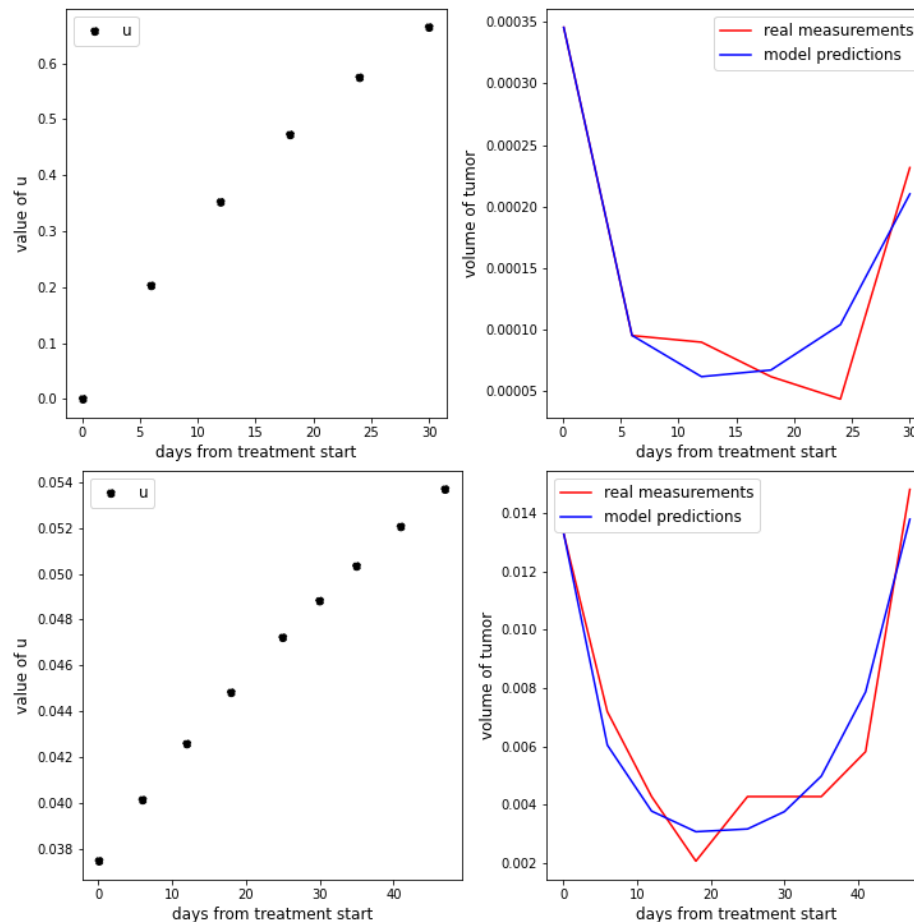 u
value of u
0.6
0.5
0.4
0.3
0.2
0.1
0.0
0 5 10 15 20 25 30
days from treatment start
real measurements
model predictions
volume of tumor
0.00035
0.00030
0.00025
0.00020
0.00015
0.00010
0.00005
0 5 10 15 20 25 30
days from treatment start
u
value of u
0.054
0.052
0.050
0.048
0.046
0.044
0.042
0.040
0.038
0 10 20 30 40
days from treatment start
real measurements
model predictions
volume of tumor
0.014
0.012
0.010
0.008
0.006
0.004
0.002
0 10 20 30 40
days from treatment start